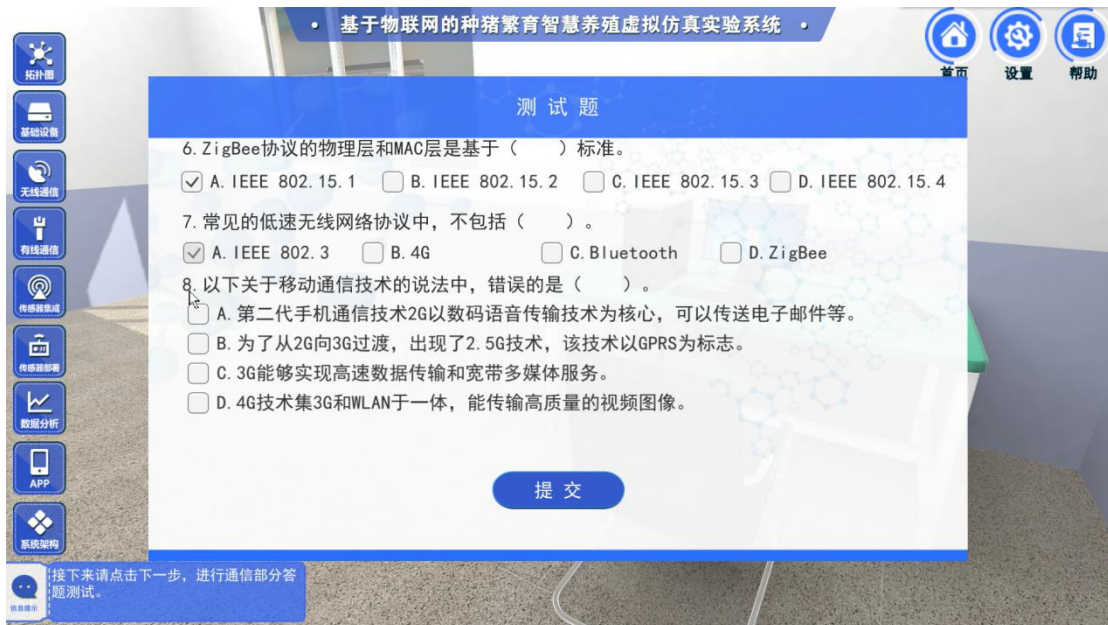 • 基于物联网的种猪繁育智慧养殖虚拟仿真实验系统 •
首页 设置 帮助
拓扑图
基础设备
无线通信
有线通信
传感器集成
传感器部署
数据分析
APP
系统架构
测试题
6.ZigBee协议的物理层和MAC层是基于（ ）标准。
A.IEEE 802.15.1 B.IEEE 802.15.2 C.IEEE 802.15.3 D.IEEE 802.15.4
7.常见的低速无线网络协议中，不包括（ ）。
A.IEEE 802.3 B.4G C.Bluetooth D.ZigBee
8.以下关于移动通信技术的说法中，错误的是（ ）。
A.第二代手机通信技术2G以数码语音传输技术为核心，可以传送电子邮件等。
B.为了从2G向3G过渡，出现了2.5G技术，该技术以GPRS为标志。
C.3G能够实现高速数据传输和宽带多媒体服务。
D.4G技术集3G和WLAN于一体，能传输高质量的视频图像。
提交
信息提示
接下来请点击下一步，进行通信部分答
题测试。